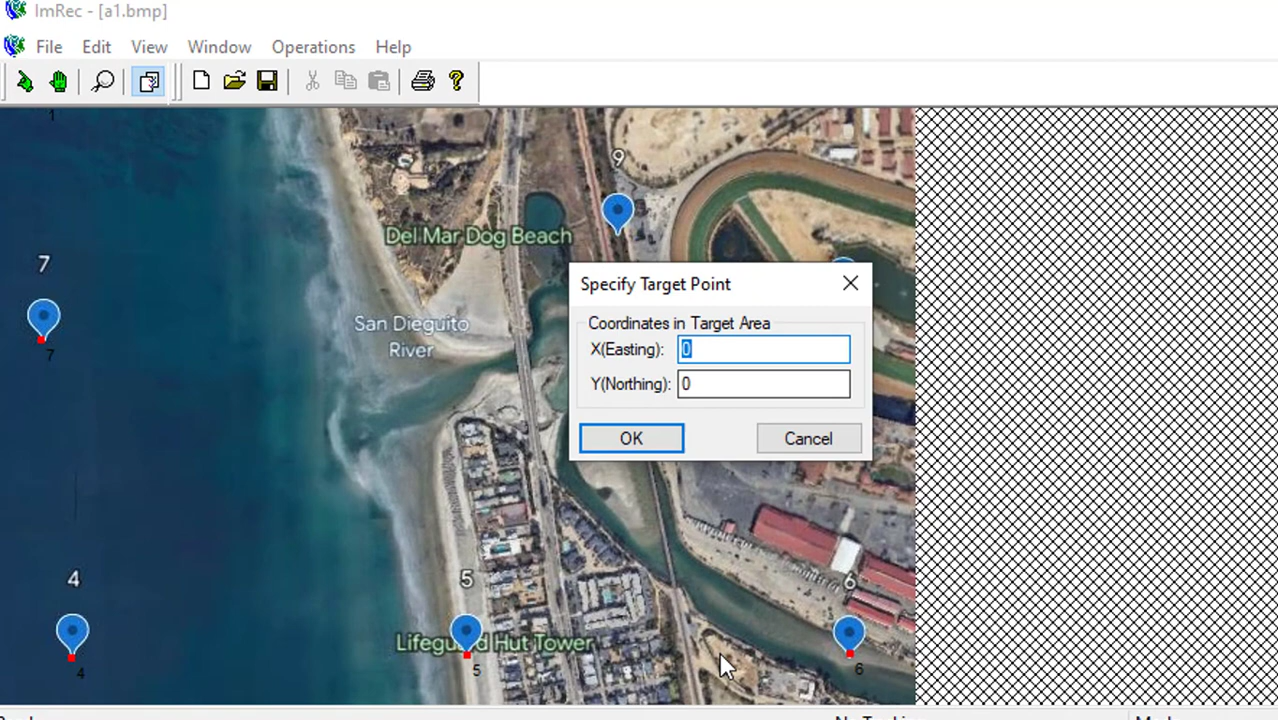 ImRec - [a1.bmp]
File Edit View Window Operations Help
1
9
Del Mar Dog Beach
7
San Dieguito
River
7
Specify Target Point
Coordinates in Target Area
X(Easting): 0
Y(Northing): 0
OK Cancel
4
5
6
Lifeguard Hut Tower
4
5
6